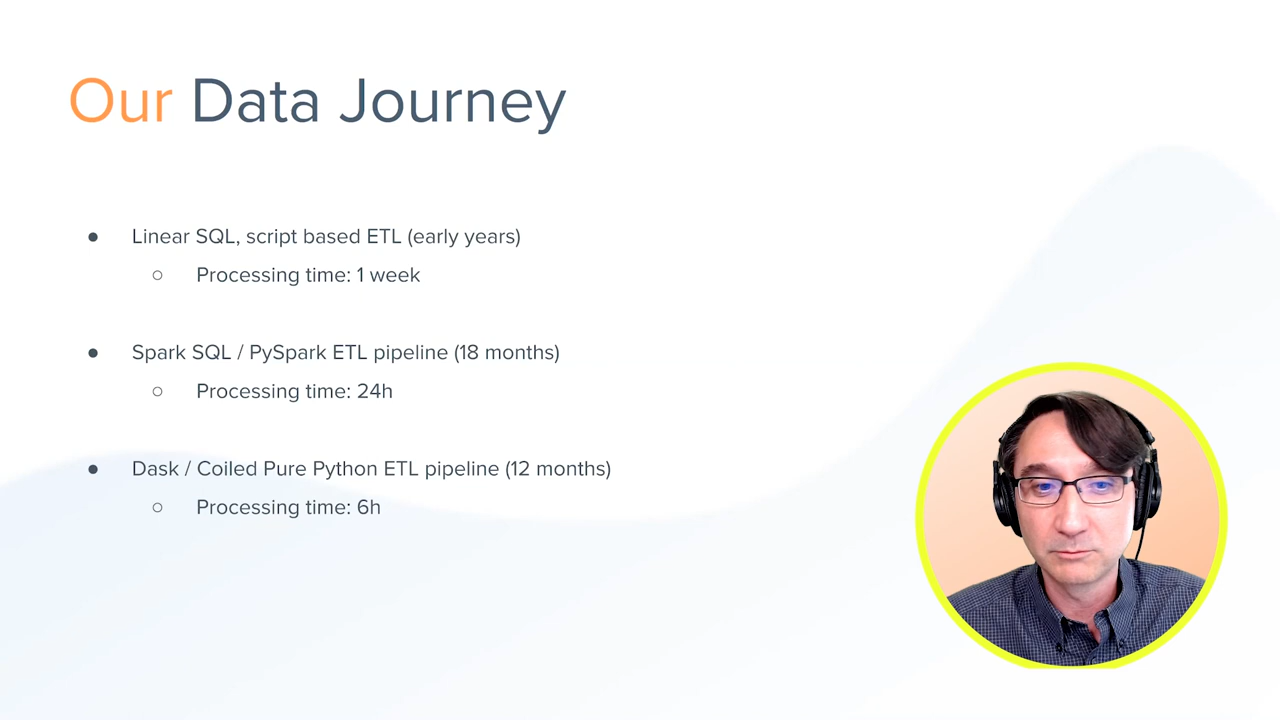 Our Data Journey
● Linear SQL, script based ETL (early years)
○ Processing time: 1 week
● Spark SQL / PySpark ETL pipeline (18 months)
○ Processing time: 24h
● Dask / Coiled Pure Python ETL pipeline (12 months)
○ Processing time: 6h